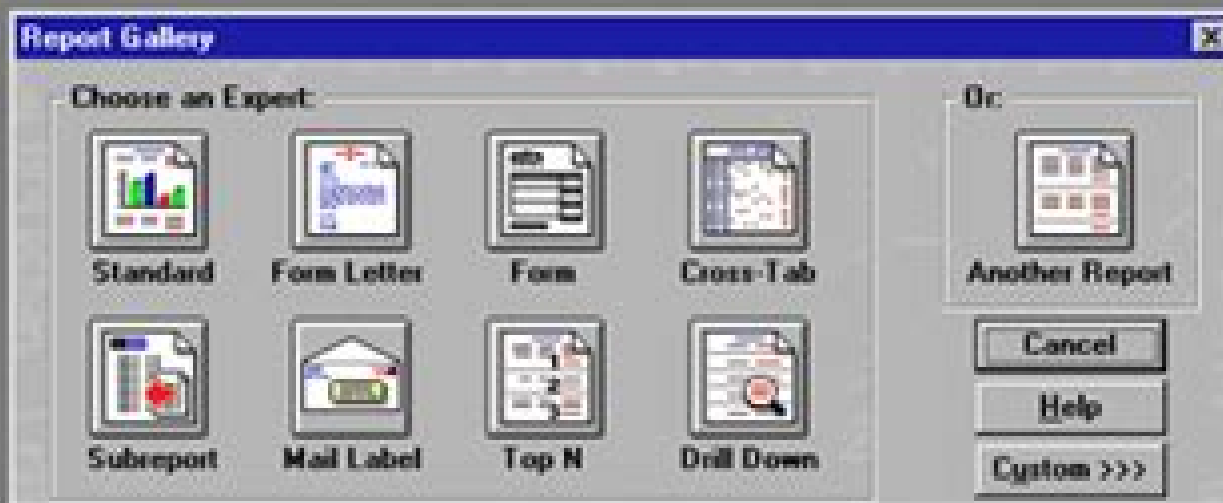 Report Gallery
Choose an Expert:
Or:
Standard
Form Letter
Form
Cross-Tab
Another Report
Subreport
Mail Label
Top N
Drill Down
Cancel
Help
Custom >>>